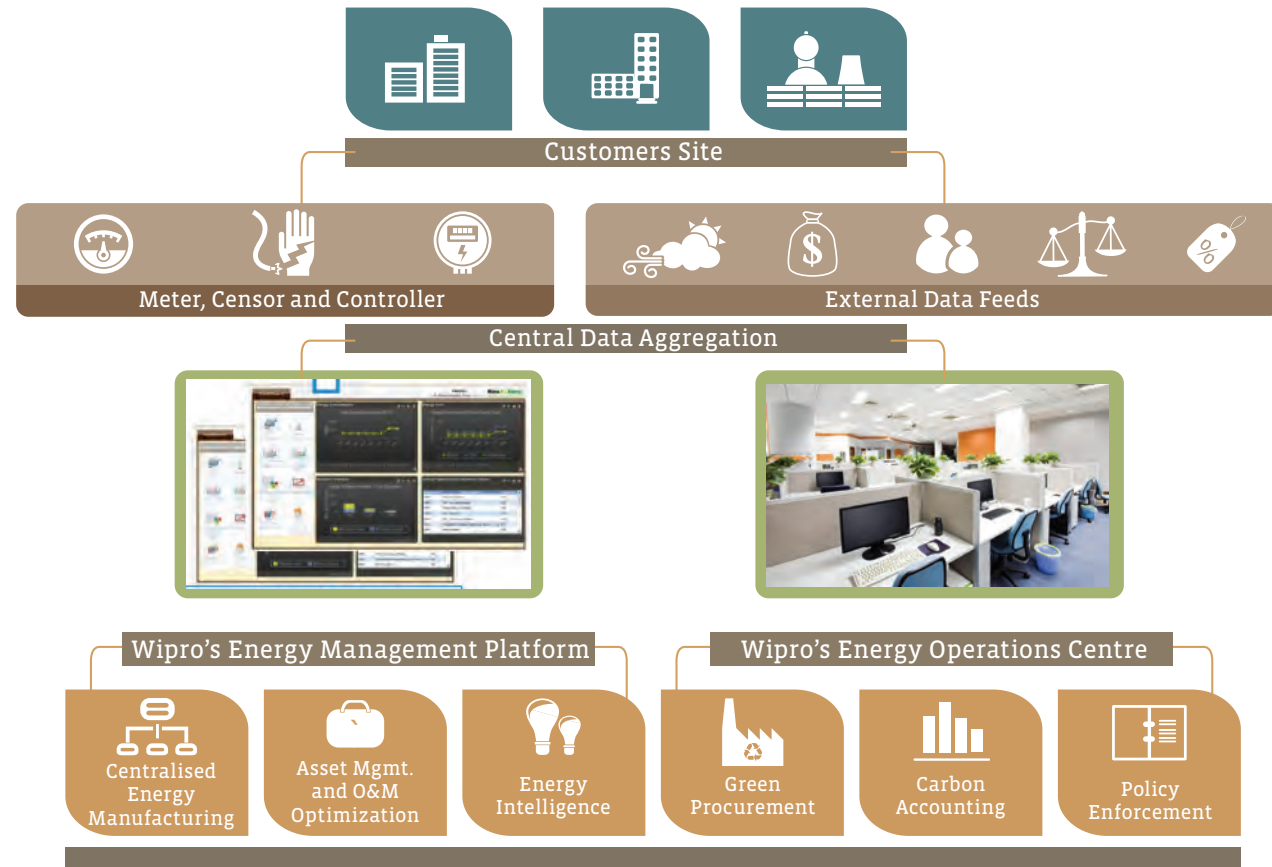 Customers Site
Meter, Censor and Controller
$
%
External Data Feeds
Central Data Aggregation
Wipro's Energy Management Platform
Wipro's Energy Operations Centre
Centralised
Energy
Manufacturing
Asset Mgmt.
and O&M
Optimization
Energy
Intelligence
Green
Procurement
Carbon
Accounting
Policy
Enforcement